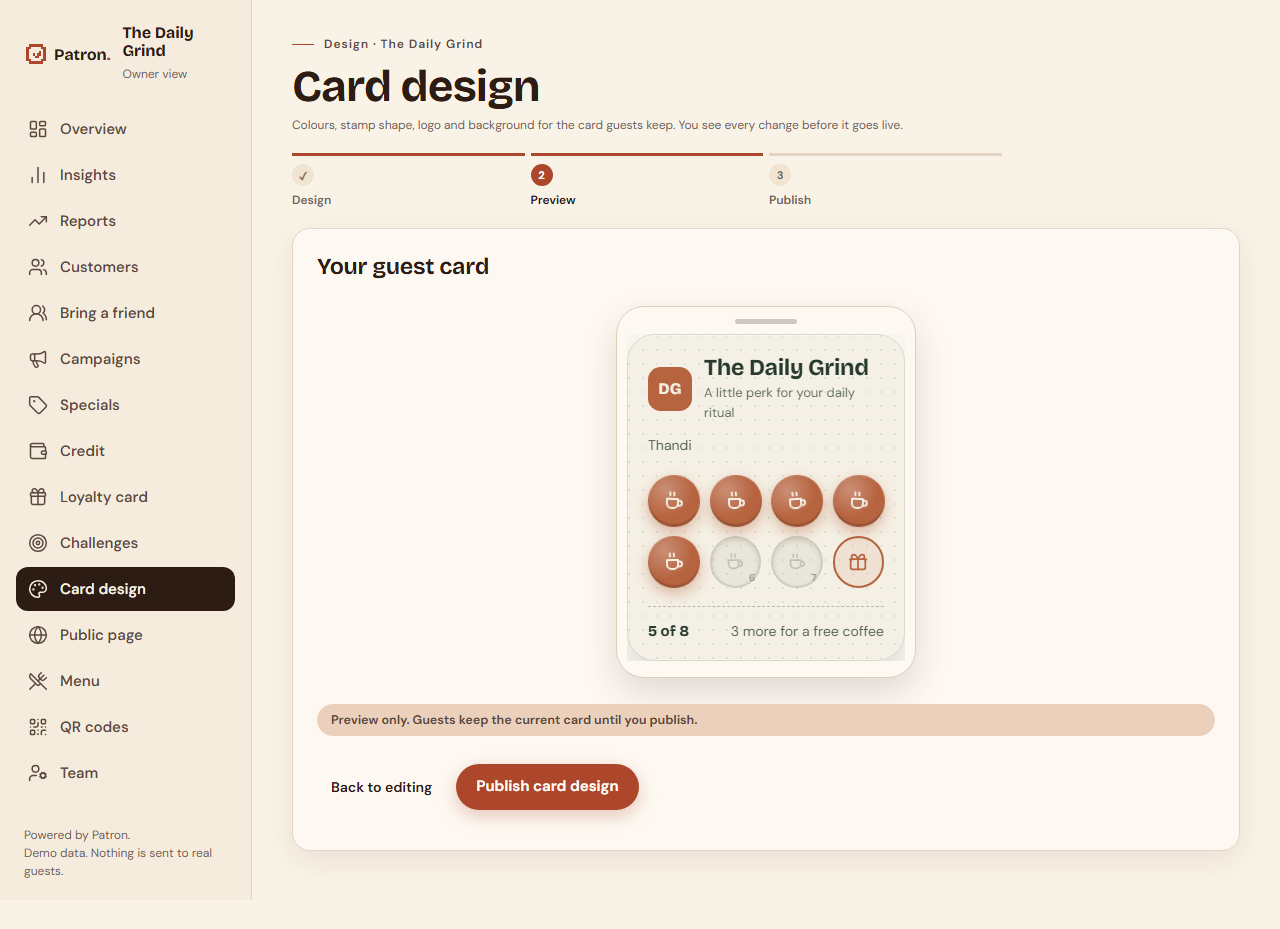 Patron.
The Daily
Grind
Owner view
Overview
Insights
Reports
Customers
Bring a friend
Campaigns
Specials
Credit
Loyalty card
Challenges
Card design
Public page
Menu
QR codes
Team
Powered by Patron.
Demo data. Nothing is sent to real
guests.
Design · The Daily Grind
Card design
Colours, stamp shape, logo and background for the card guests keep. You see every change before it goes live.
✓ 2 3
Design Preview Publish
Your guest card
DG
The Daily Grind
A little perk for your daily
ritual
Thandi
6 7
5 of 8 3 more for a free coffee
Preview only. Guests keep the current card until you publish.
Back to editing Publish card design